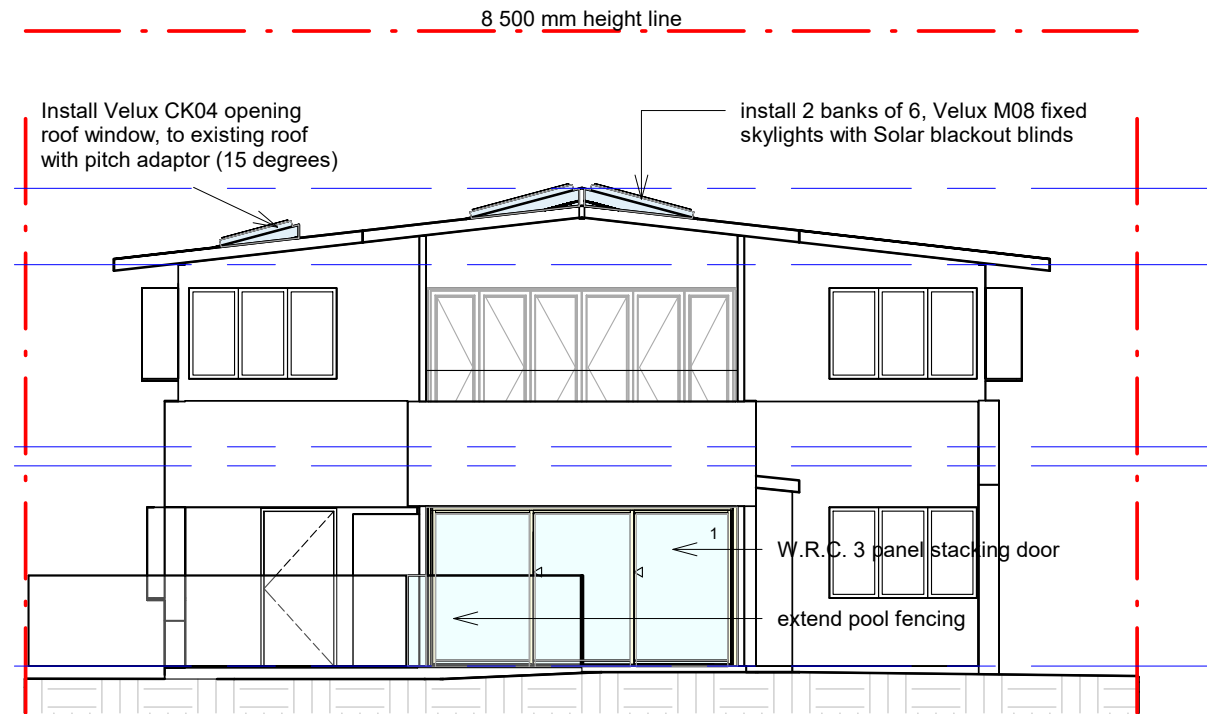 8 500 mm height line
Install Velux CK04 opening
roof window, to existing roof
with pitch adaptor (15 degrees)
install 2 banks of 6, Velux M08 fixed
skylights with Solar blackout blinds
1
W.R.C. 3 panel stacking door
extend pool fencing